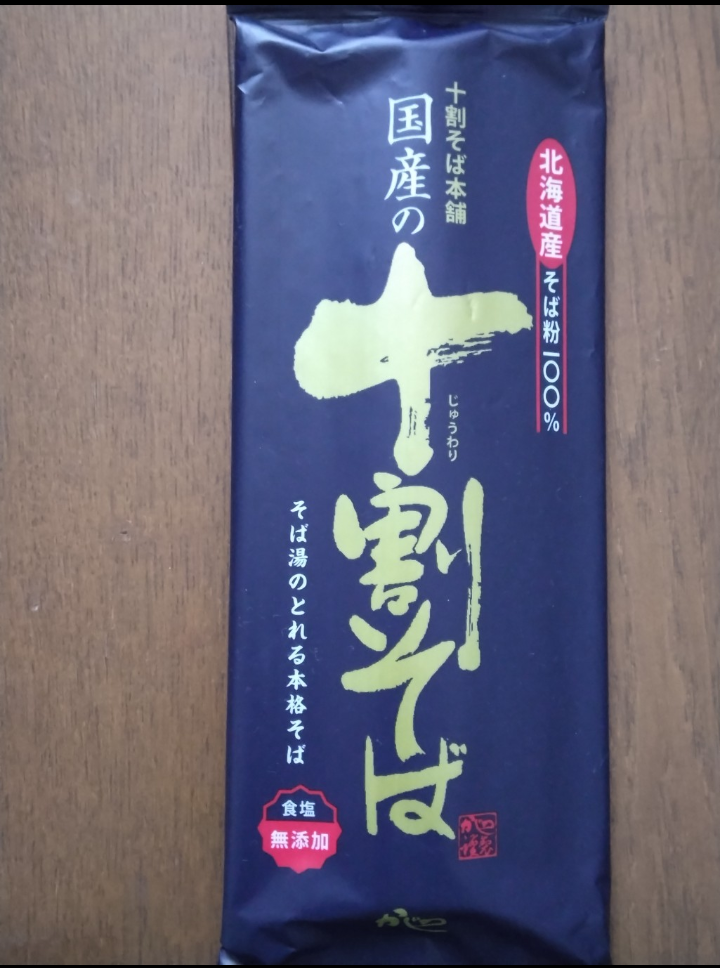 北海道産
そば粉一〇〇%
十割そば本舗
国産の
十割そば
じゅうわり
そば湯のとれる本格そば
食塩
無添加